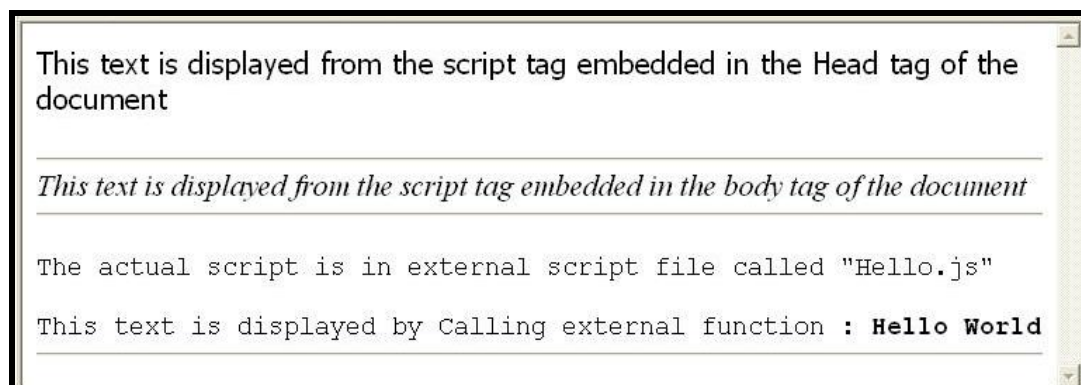 This text is displayed from the script tag embedded in the Head tag of the
document
This text is displayed from the script tag embedded in the body tag of the document
The actual script is in external script file called "Hello.js"
This text is displayed by Calling external function : Hello World